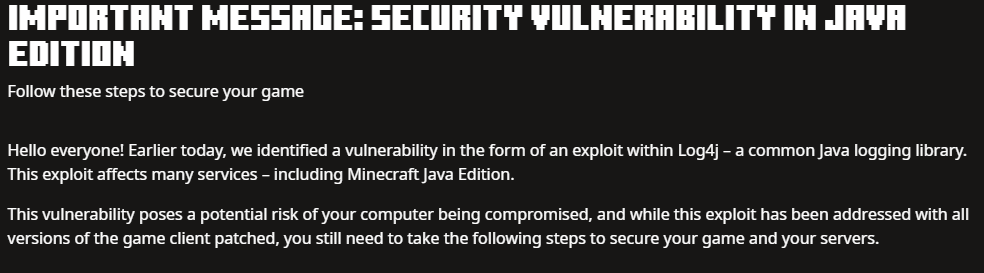 IMPORTANT MESSAGE: SECURITY VULNERABILITY IN JAVA
EDITION
Follow these steps to secure your game
Hello everyone! Earlier today, we identified a vulnerability in the form of an exploit within Log4j – a common Java logging library.
This exploit affects many services – including Minecraft Java Edition.
This vulnerability poses a potential risk of your computer being compromised, and while this exploit has been addressed with all
versions of the game client patched, you still need to take the following steps to secure your game and your servers.